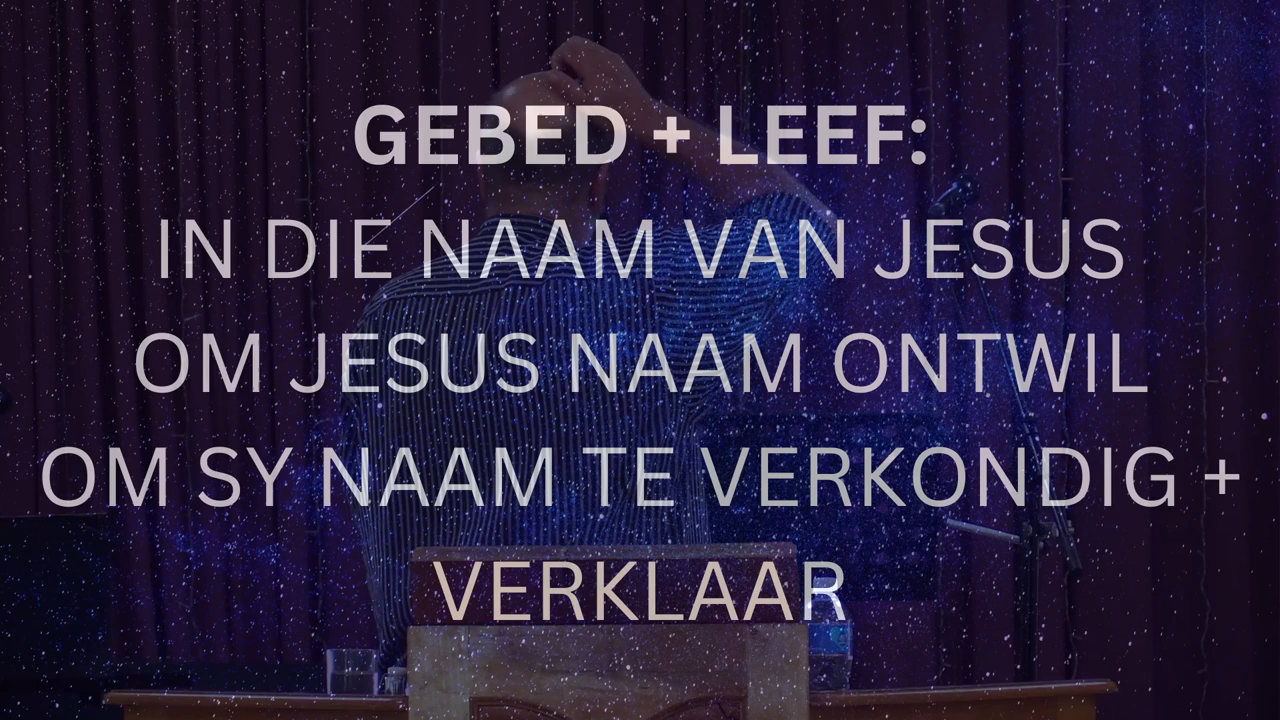 GEBED + LEEF:
IN DIE NAAM VAN JESUS
OM JESUS NAAM ONTWIL
OM SY NAAM TE VERKONDIG +
VERKLAAR